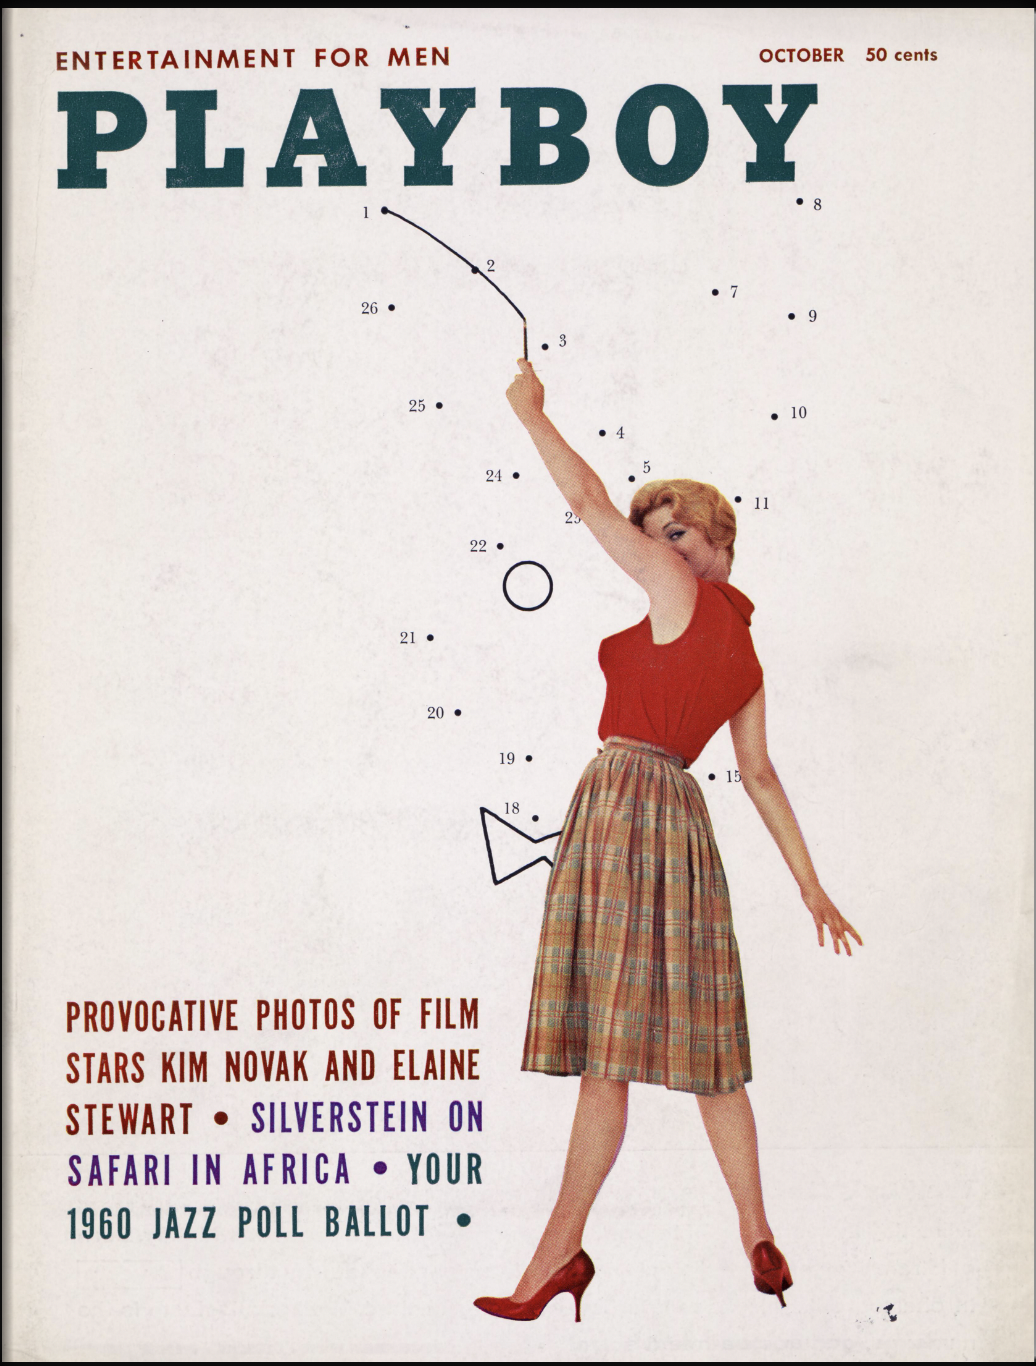 ENTERTAINMENT FOR MEN
OCTOBER 50 cents
PLAYBOY
8
1
2
7
26
9
3
25
10
4
5
24
11
22
21
20
19
15
18
PROVOCATIVE PHOTOS OF FILM
STARS KIM NOVAK AND ELAINE
STEWART • SILVERSTEIN ON
SAFARI IN AFRICA • YOUR
1960 JAZZ POLL BALLOT •